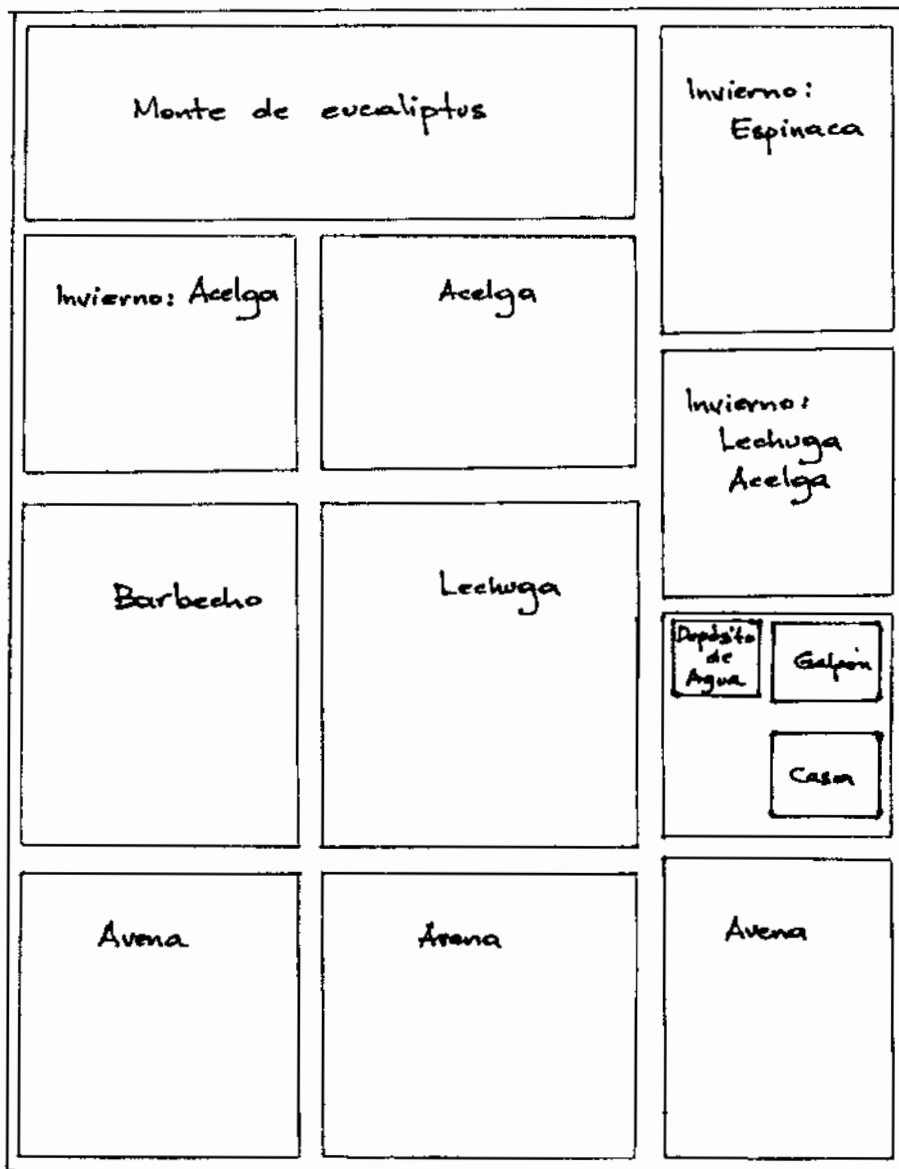 Monte de eucaliptus
Invierno:
Espinaca
Invierno: Acelga
Acelga
Invierno:
Lechuga
Acelga
Barbecho
Lechuga
Depósito
de
Agua
Galpón
Casa
Avena
Avena
Avena